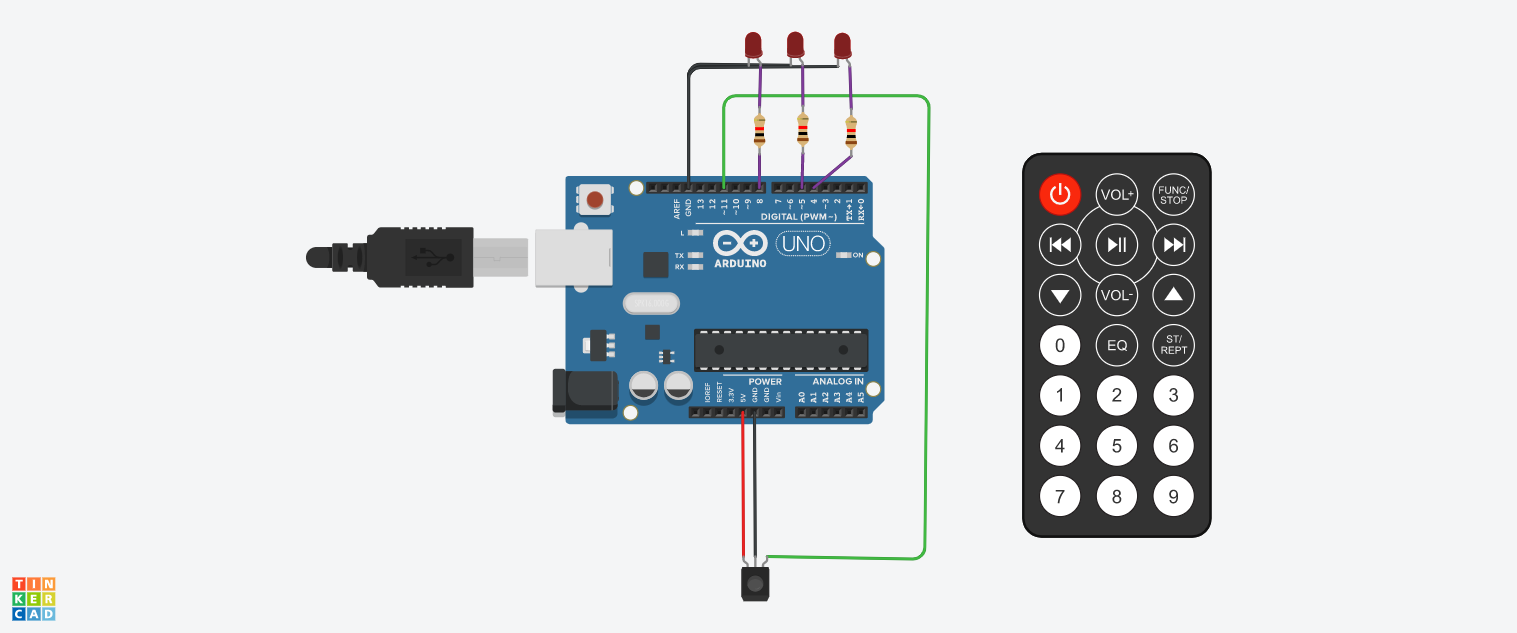 AREF
GND
13
12
~11
~10
~9
8
7
~6
~5
4
~3
2
TX→1
RX←0
DIGITAL (PWM~)
L
TX
RX
ARDUINO
UNO
ON
POWER
ANALOG IN
IOREF
RESET
3.3V
5V
GND
GND
Vin
A0
A1
A2
A3
A4
A5
VOL+
FUNC/
STOP
VOL-
0
EQ
ST/
REPT
1 2 3
4 5 6
7 8 9
TIN
KER
CAD